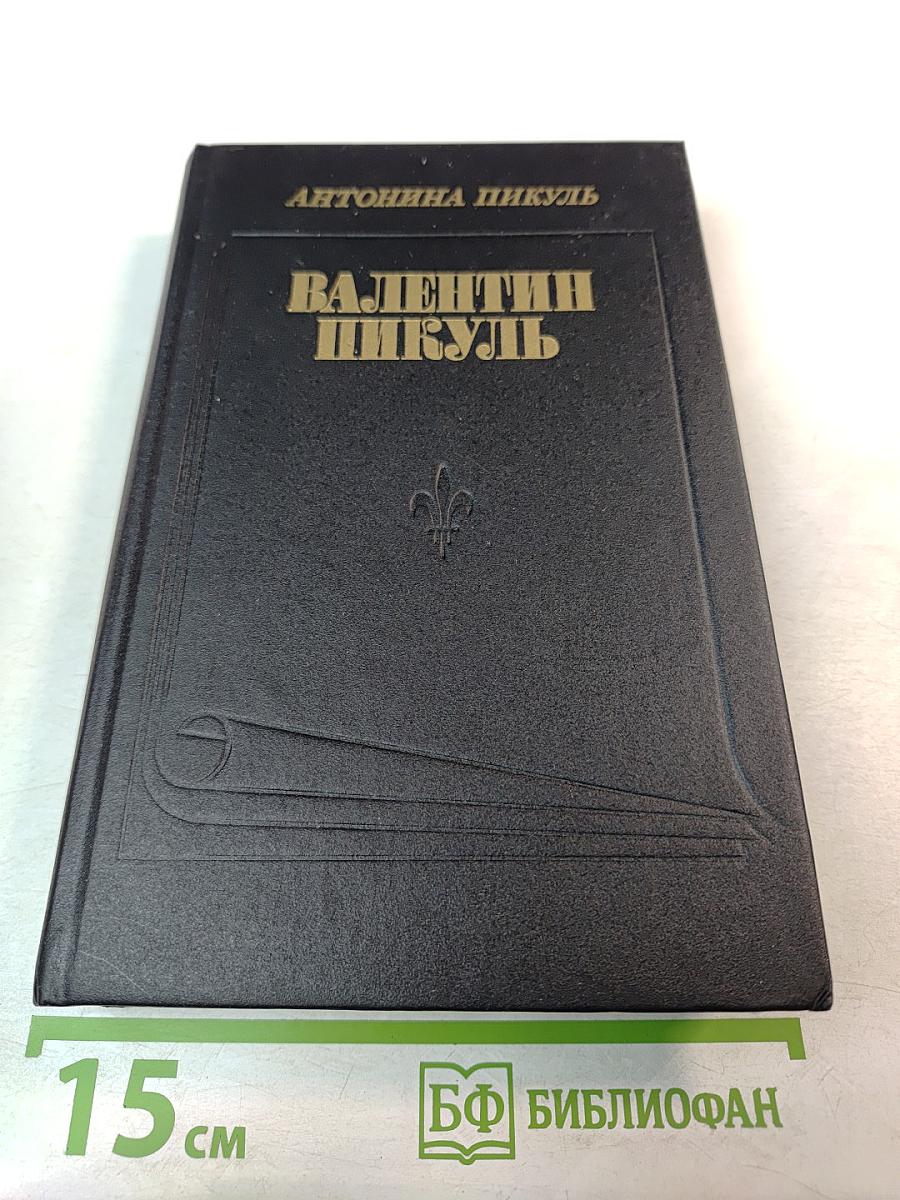 АНТОНИНА ПИКУЛЬ
ВАЛЕНТИН
ПИКУЛЬ
15 см
БФ БИБЛИОФАН